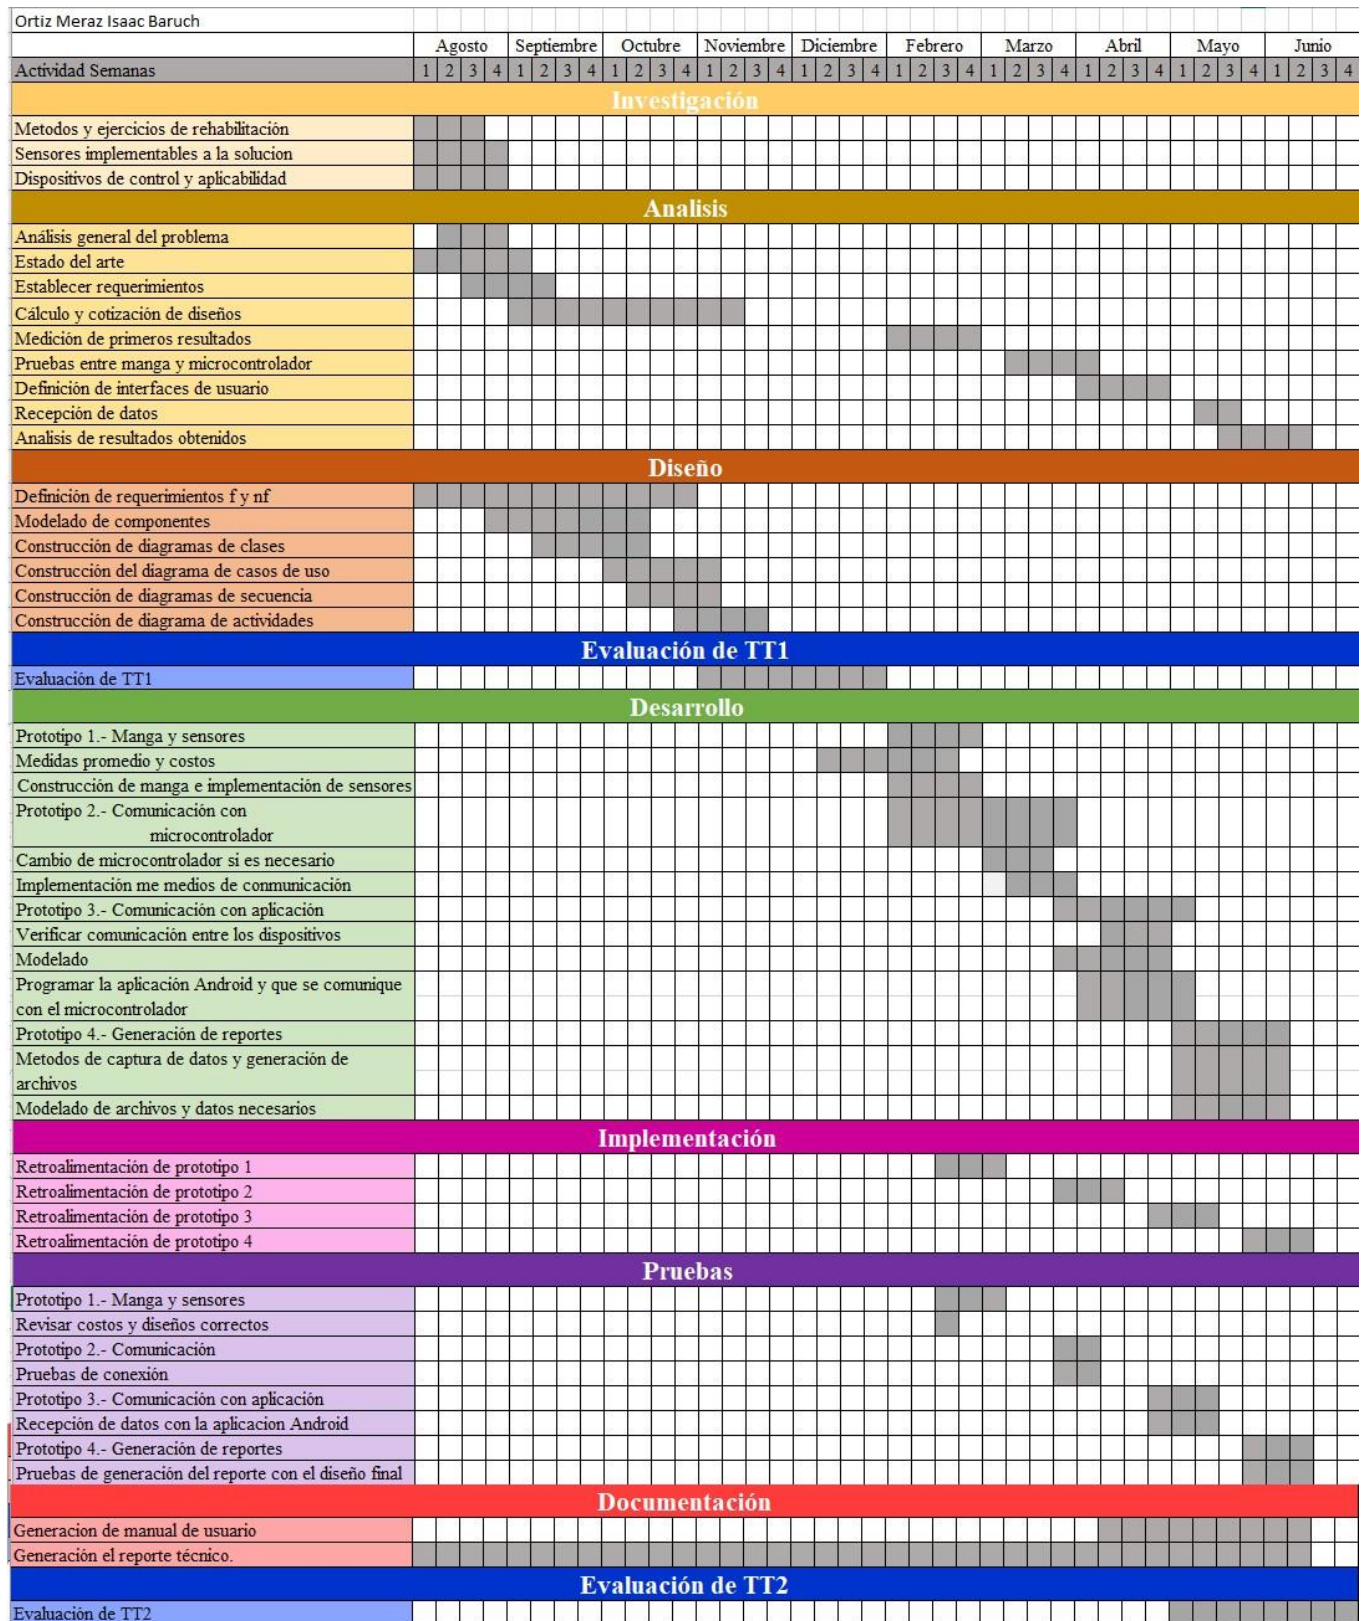 Ortiz Meraz Isaac Baruch
Agosto Septiembre Octubre Noviembre Diciembre Febrero Marzo Abril Mayo Junio
Actividad Semanas 1 2 3 4 1 2 3 4 1 2 3 4 1 2 3 4 1 2 3 4 1 2 3 4 1 2 3 4 1 2 3 4 1 2 3 4 1 2 3 4
Investigación
Metodos y ejercicios de rehabilitación
Sensores implementables a la solucion
Dispositivos de control y aplicabilidad
Analisis
Análisis general del problema
Estado del arte
Establecer requerimientos
Cálculo y cotización de diseños
Medición de primeros resultados
Pruebas entre manga y microcontrolador
Definición de interfaces de usuario
Recepción de datos
Analisis de resultados obtenidos
Diseño
Definición de requerimientos f y nf
Modelado de componentes
Construcción de diagramas de clases
Construcción del diagrama de casos de uso
Construcción de diagramas de secuencia
Construcción de diagrama de actividades
Evaluación de TT1
Evaluación de TT1
Desarrollo
Prototipo 1.- Manga y sensores
Medidas promedio y costos
Construcción de manga e implementación de sensores
Prototipo 2.- Comunicación con
microcontrolador
Cambio de microcontrolador si es necesario
Implementación me medios de conmunicación
Prototipo 3.- Comunicación con aplicación
Verificar comunicación entre los dispositivos
Modelado
Programar la aplicación Android y que se comunique
con el microcontrolador
Prototipo 4.- Generación de reportes
Metodos de captura de datos y generación de
archivos
Modelado de archivos y datos necesarios
Implementación
Retroalimentación de prototipo 1
Retroalimentación de prototipo 2
Retroalimentación de prototipo 3
Retroalimentación de prototipo 4
Pruebas
Prototipo 1.- Manga y sensores
Revisar costos y diseños correctos
Prototipo 2.- Comunicación
Pruebas de conexión
Prototipo 3.- Comunicación con aplicación
Recepción de datos con la aplicacion Android
Prototipo 4.- Generación de reportes
Pruebas de generación del reporte con el diseño final
Documentación
Generacion de manual de usuario
Generación el reporte técnico.
Evaluación de TT2
Evaluación de TT2